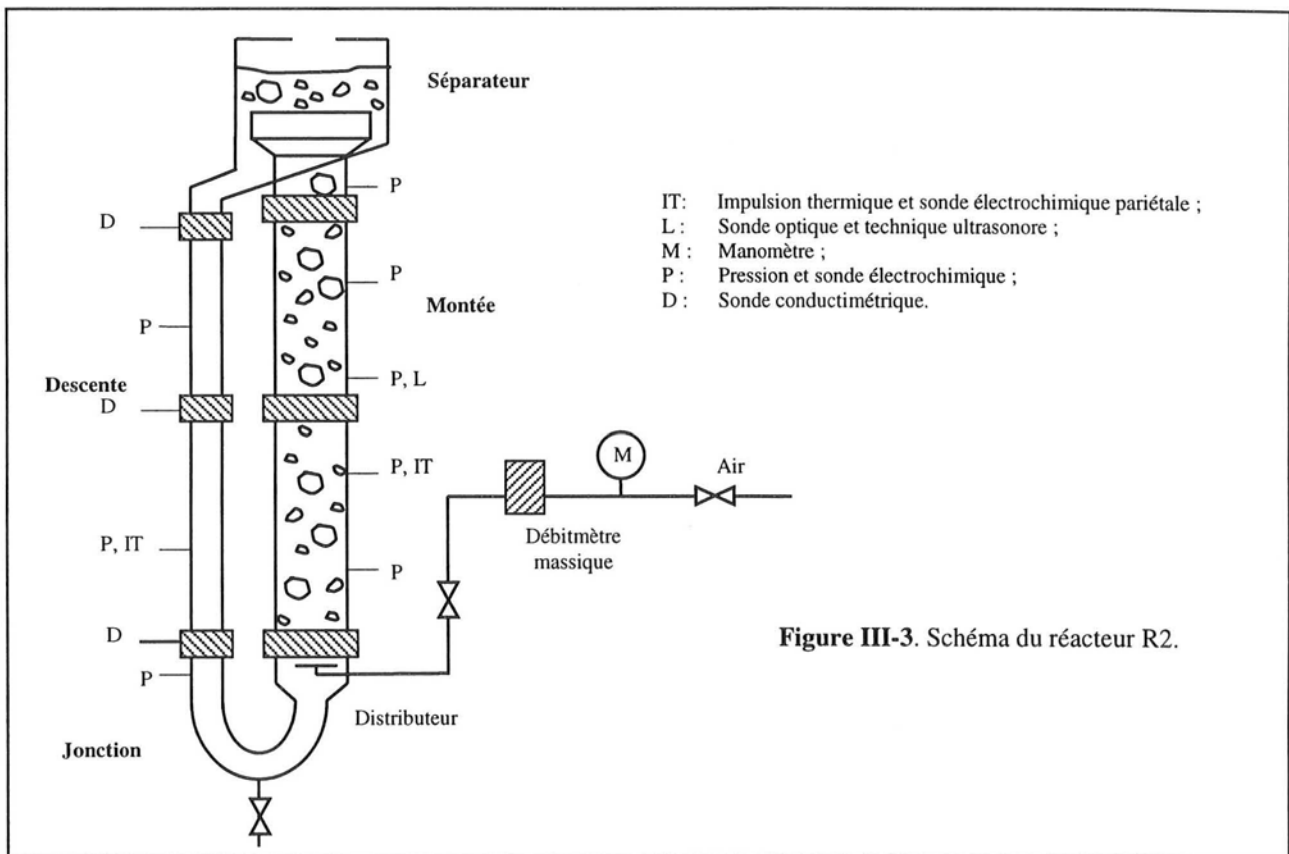 Séparateur
P
IT: Impulsion thermique et sonde électrochimique pariétale ;
L : Sonde optique et technique ultrasonore ;
M : Manomètre ;
P : Pression et sonde électrochimique ;
D : Sonde conductimétrique.
D
P
Montée
P
Descente
D
P, L
P, IT
M
Air
Débitmètre
massique
P, IT
P
D
P
Distributeur
Jonction
Figure III-3. Schéma du réacteur R2.